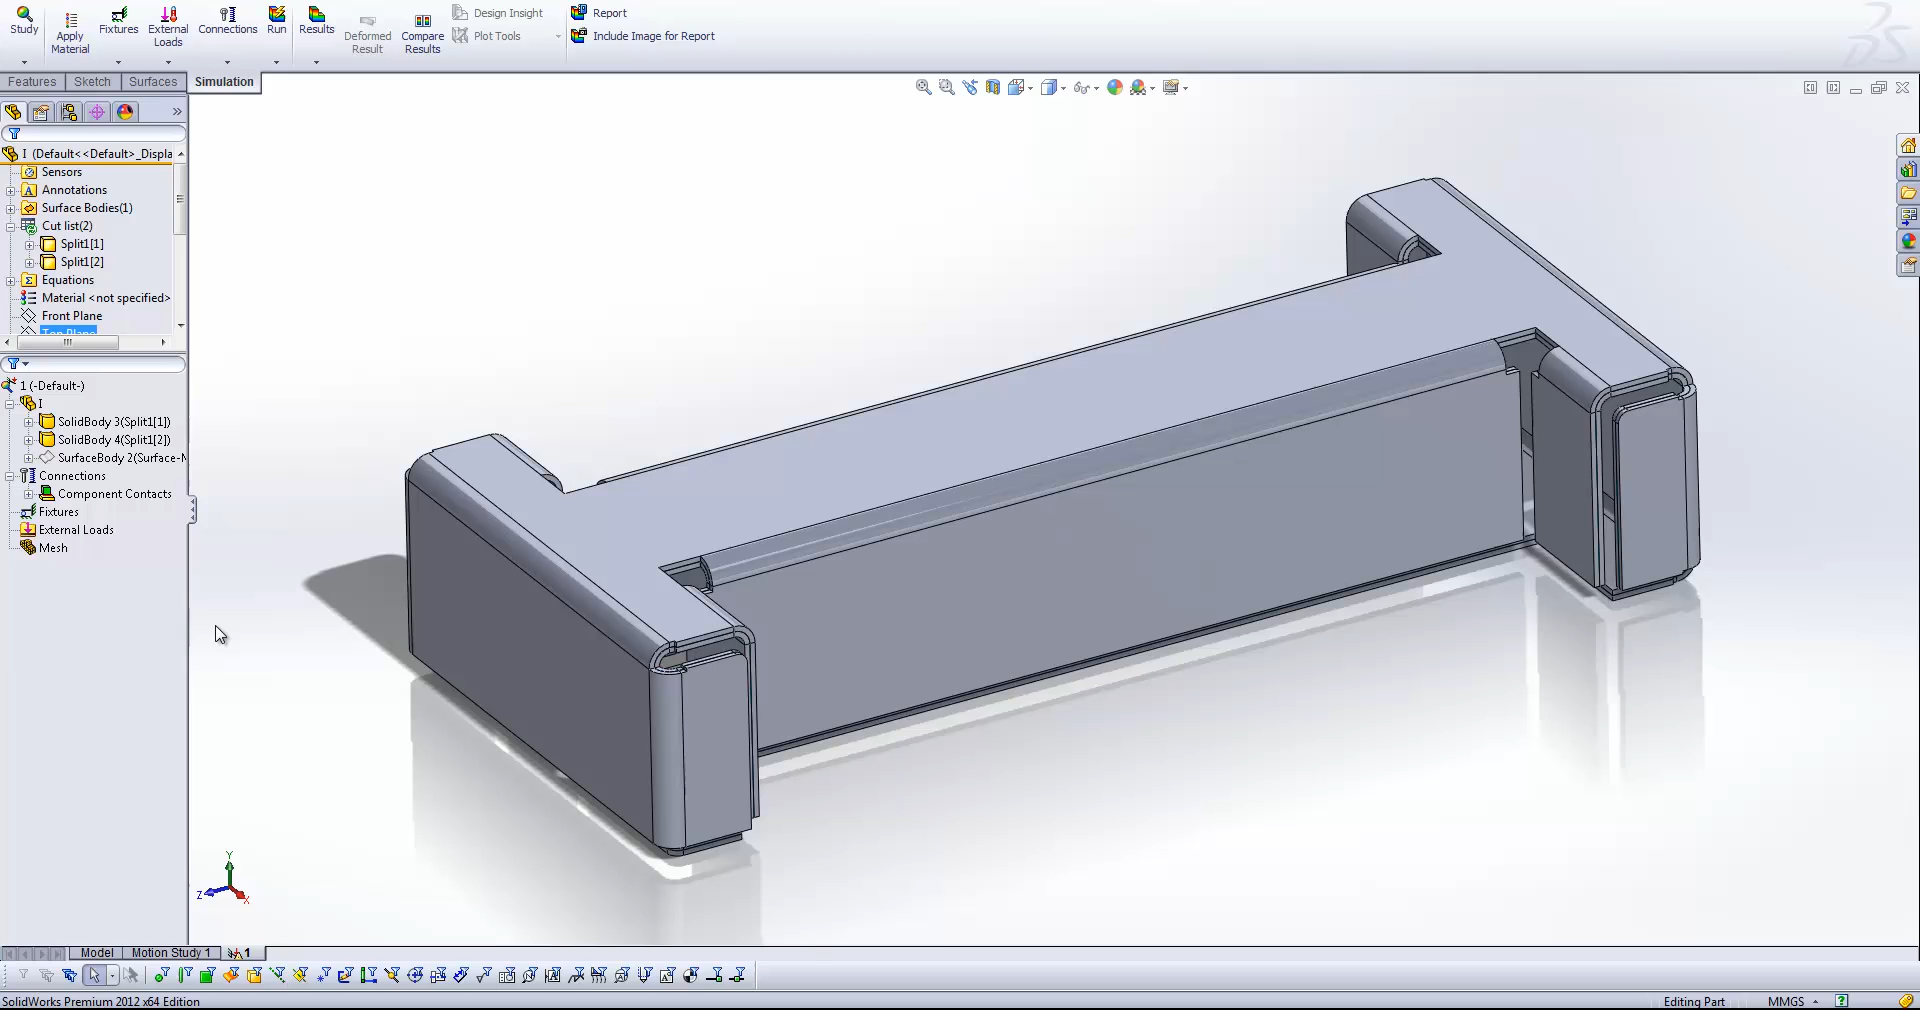 Study
Apply
Material
Fixtures
External
Loads
Connections
Run
Results
Deformed
Result
Compare
Results
Design Insight
Plot Tools
Report
Include Image for Report
Features
Sketch
Surfaces
Simulation
I (Default<<Default>_Displa
Sensors
Annotations
Surface Bodies(1)
Cut list(2)
Split1[1]
Split1[2]
Equations
Material <not specified>
Front Plane
Top Plane
1 (-Default-)
I
SolidBody 3(Split1[1])
SolidBody 4(Split1[2])
SurfaceBody 2(Surface-
Connections
Component Contacts
Fixtures
External Loads
Mesh
Y
Z
X
Model
Motion Study 1
1
SolidWorks Premium 2012 x64 Edition
Editing Part
MMGS